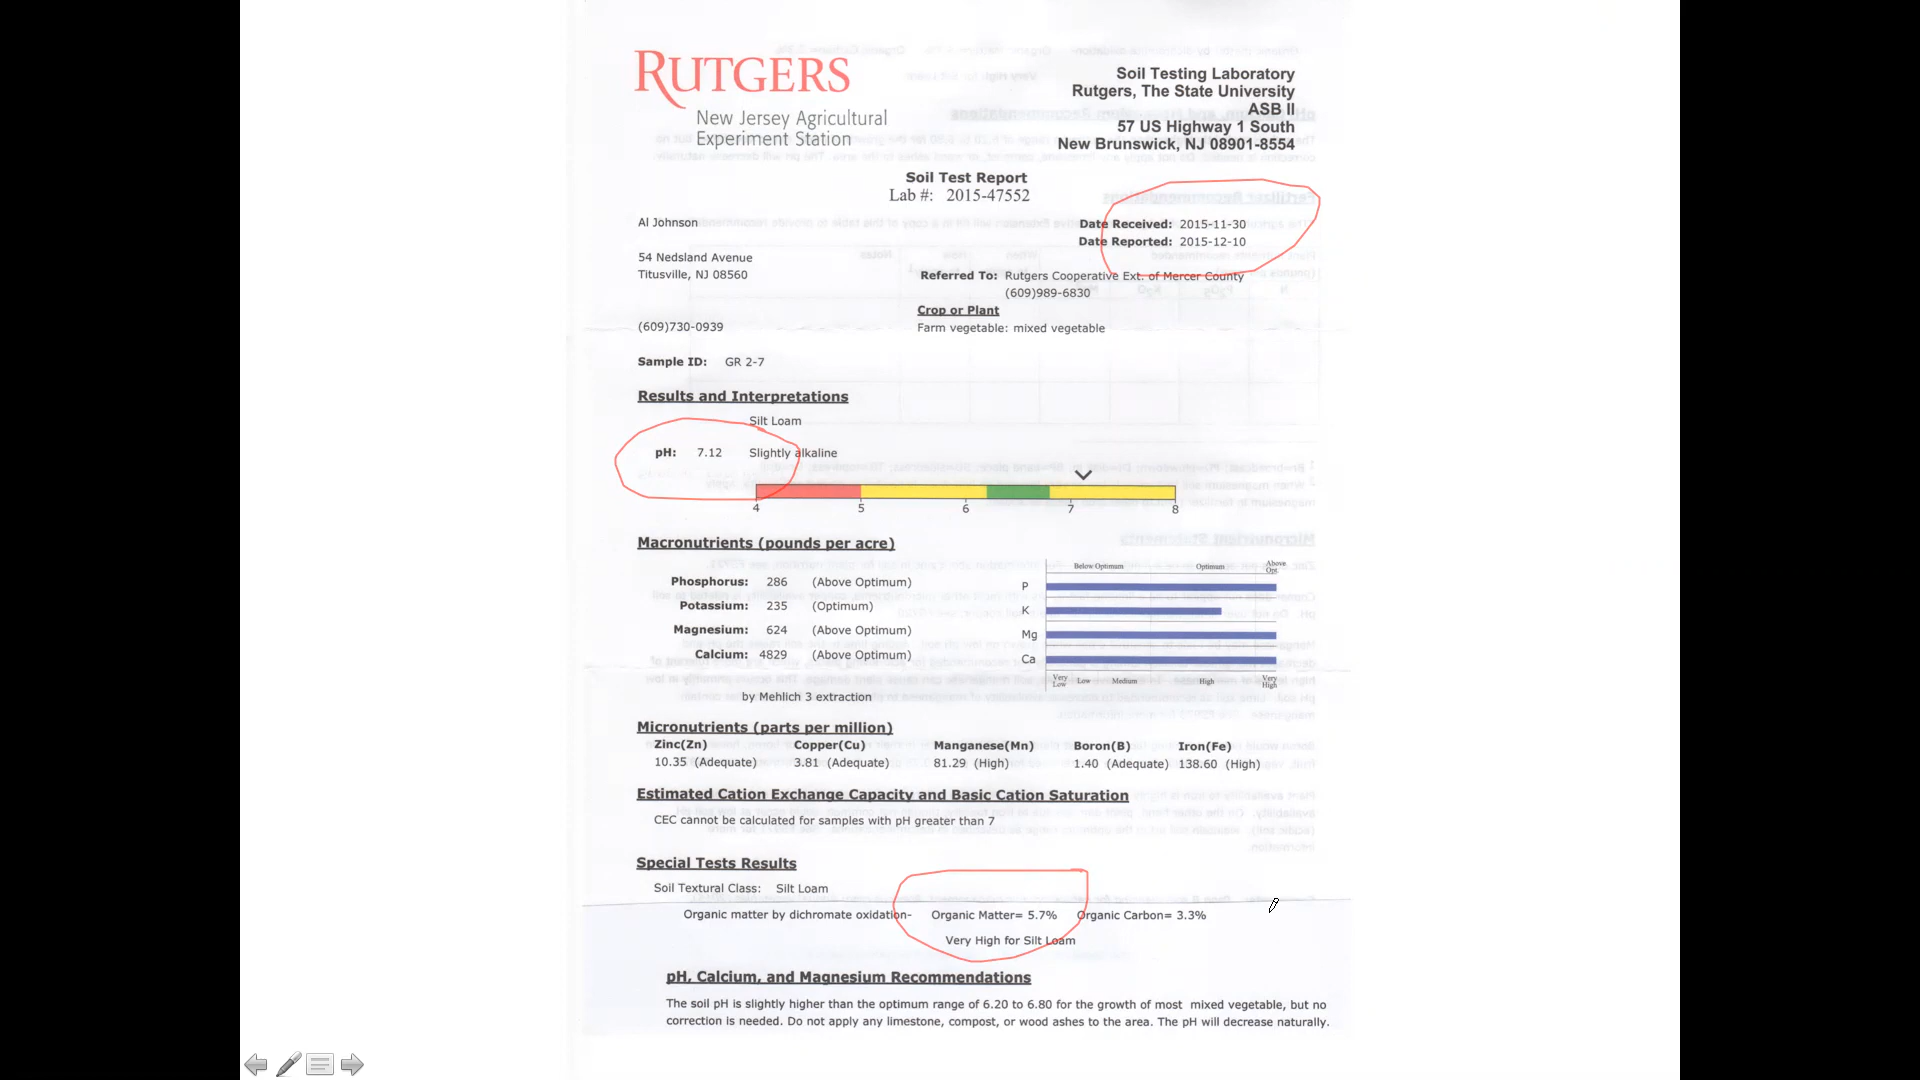 RUTGERS
New Jersey Agricultural
Experiment Station
Soil Testing Laboratory
Rutgers, The State University
ASB II
57 US Highway 1 South
New Brunswick, NJ 08901-8554
Soil Test Report
Lab #: 2015-47552
Al Johnson
54 Nedsland Avenue
Titusville, NJ 08560
(609)730-0939
Date Received: 2015-11-30
Date Reported: 2015-12-10
Referred To: Rutgers Cooperative Ext. of Mercer County
(609)989-6830
Crop or Plant
Farm vegetable: mixed vegetable
Sample ID: GR 2-7
Results and Interpretations
Silt Loam
pH: 7.12 Slightly alkaline
4 5 6 7 8
Macronutrients (pounds per acre)
Phosphorus: 286 (Above Optimum)
Potassium: 235 (Optimum)
Magnesium: 624 (Above Optimum)
Calcium: 4829 (Above Optimum)
by Mehlich 3 extraction
Below Optimum Optimum Above Opt.
P
K
Mg
Ca
Very Low Low Medium High Very High
Micronutrients (parts per million)
Zinc(Zn) Copper(Cu) Manganese(Mn) Boron(B) Iron(Fe)
10.35 (Adequate) 3.81 (Adequate) 81.29 (High) 1.40 (Adequate) 138.60 (High)
Estimated Cation Exchange Capacity and Basic Cation Saturation
CEC cannot be calculated for samples with pH greater than 7
Special Tests Results
Soil Textural Class: Silt Loam
Organic matter by dichromate oxidation- Organic Matter= 5.7% Organic Carbon= 3.3%
Very High for Silt Loam
pH, Calcium, and Magnesium Recommendations
The soil pH is slightly higher than the optimum range of 6.20 to 6.80 for the growth of most mixed vegetable, but no
correction is needed. Do not apply any limestone, compost, or wood ashes to the area. The pH will decrease naturally.